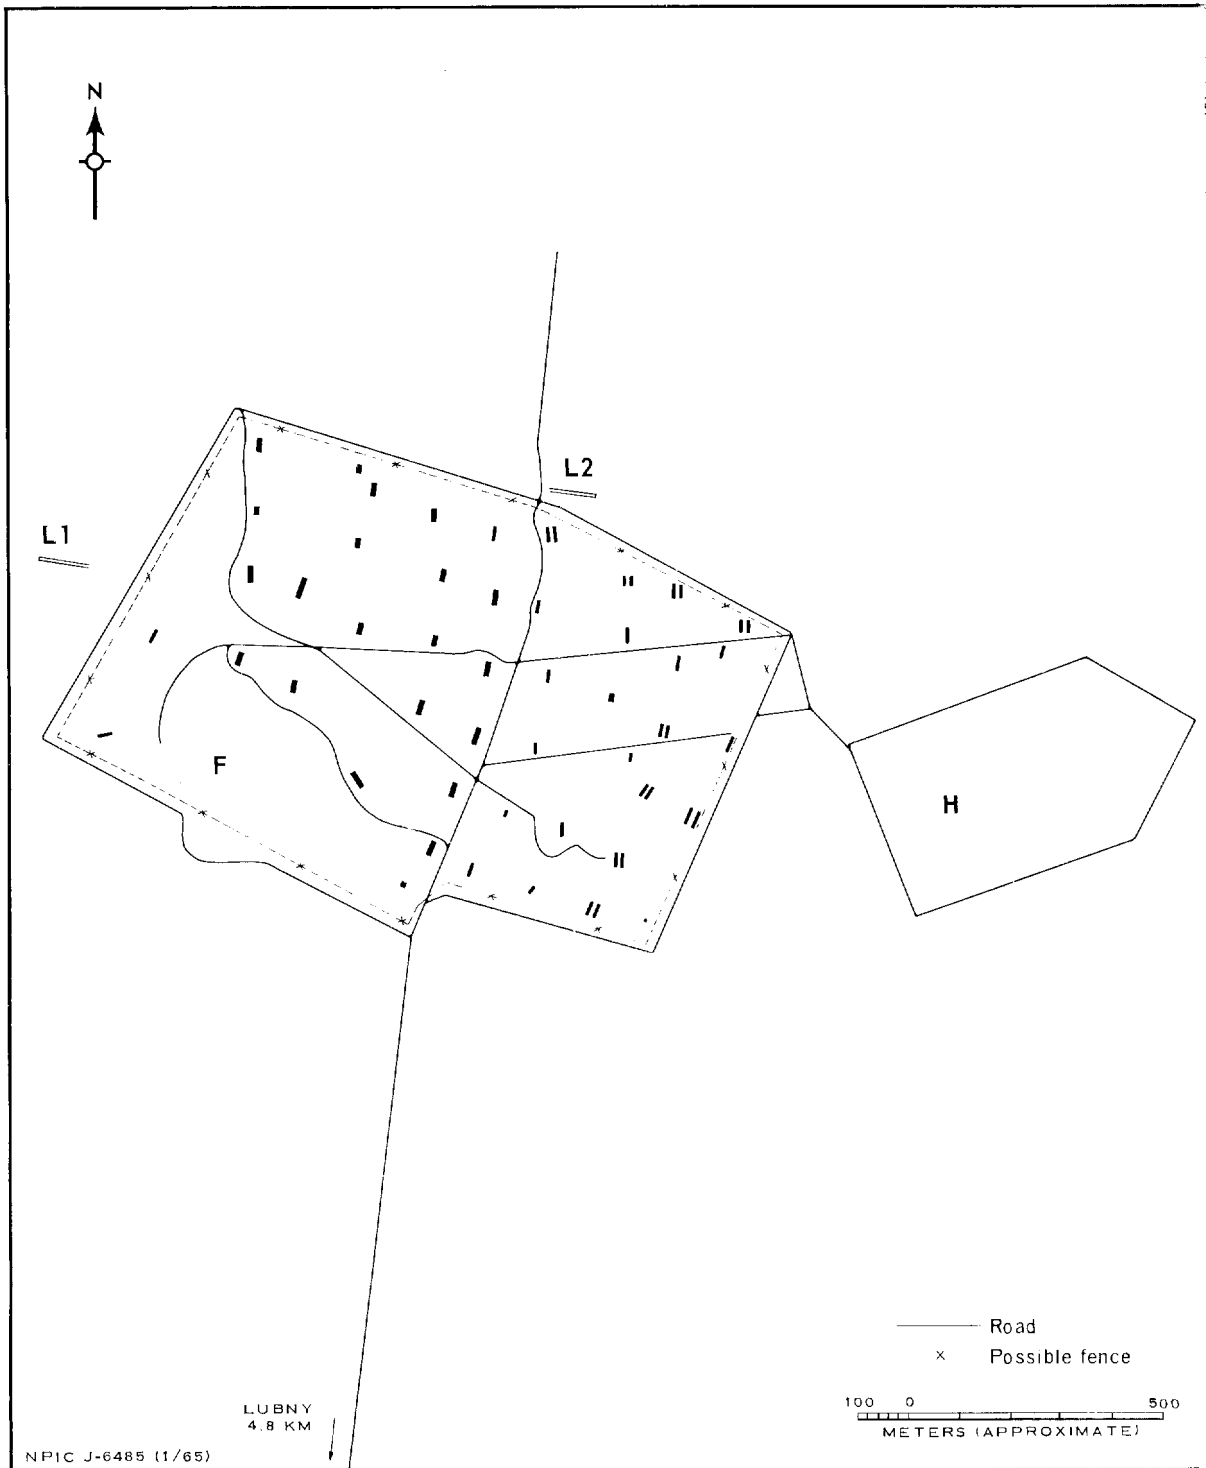 N
L2
L1
F
H
Road
x Possible fence
100 0 500
METERS (APPROXIMATE)
LUBNY
4.8 KM
NPIC J-6485 (1/65)